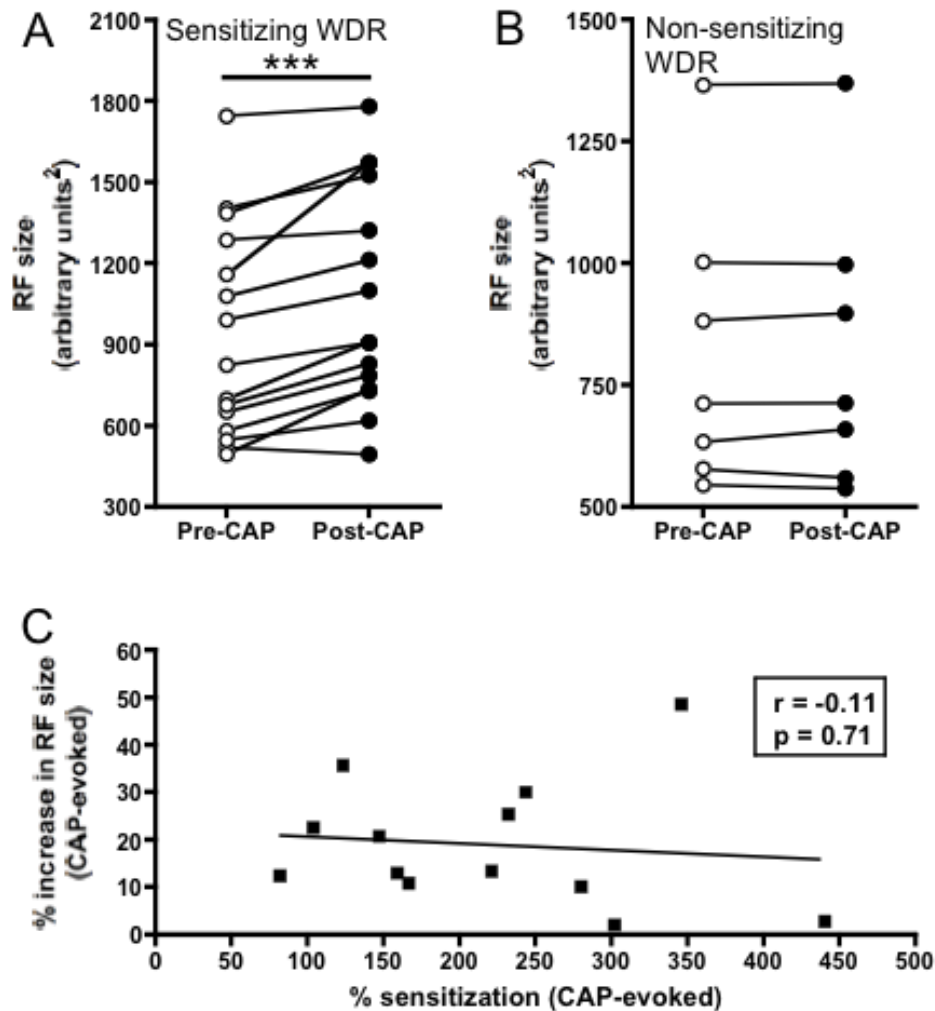 A
Sensitizing WDR
***
2100
1800
1500
1200
900
600
300
RF size
(arbitrary units²)
Pre-CAP Post-CAP
B
Non-sensitizing
WDR
1500
1250
1000
750
500
RF size
(arbitrary units²)
Pre-CAP Post-CAP
C
60
50
40
30
20
10
0
% increase in RF size
(CAP-evoked)
r = -0.11
p = 0.71
0 50 100 150 200 250 300 350 400 450 500
% sensitization (CAP-evoked)